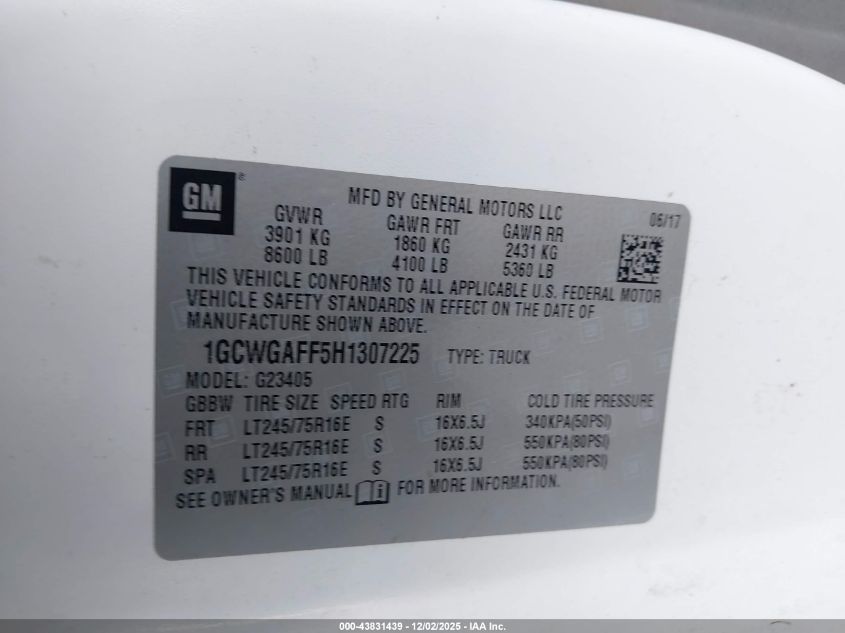 GM ®
MFD BY GENERAL MOTORS LLC 06/17
GVWR GAWR FRT GAWR RR
3901 KG 1860 KG 2431 KG
8600 LB 4100 LB 5360 LB
THIS VEHICLE CONFORMS TO ALL APPLICABLE U.S. FEDERAL MOTOR
VEHICLE SAFETY STANDARDS IN EFFECT ON THE DATE OF
MANUFACTURE SHOWN ABOVE.
1GCWGAFF5H1307225 TYPE: TRUCK
MODEL: G23405
GBBW TIRE SIZE SPEED RTG RIM COLD TIRE PRESSURE
FRT LT245/75R16E S 16X6.5J 340KPA(50PSI)
RR LT245/75R16E S 16X6.5J 550KPA(80PSI)
SPA LT245/75R16E S 16X6.5J 550KPA(80PSI)
SEE OWNER'S MANUAL FOR MORE INFORMATION.
000-43831439 - 12/02/2025 - IAA Inc.